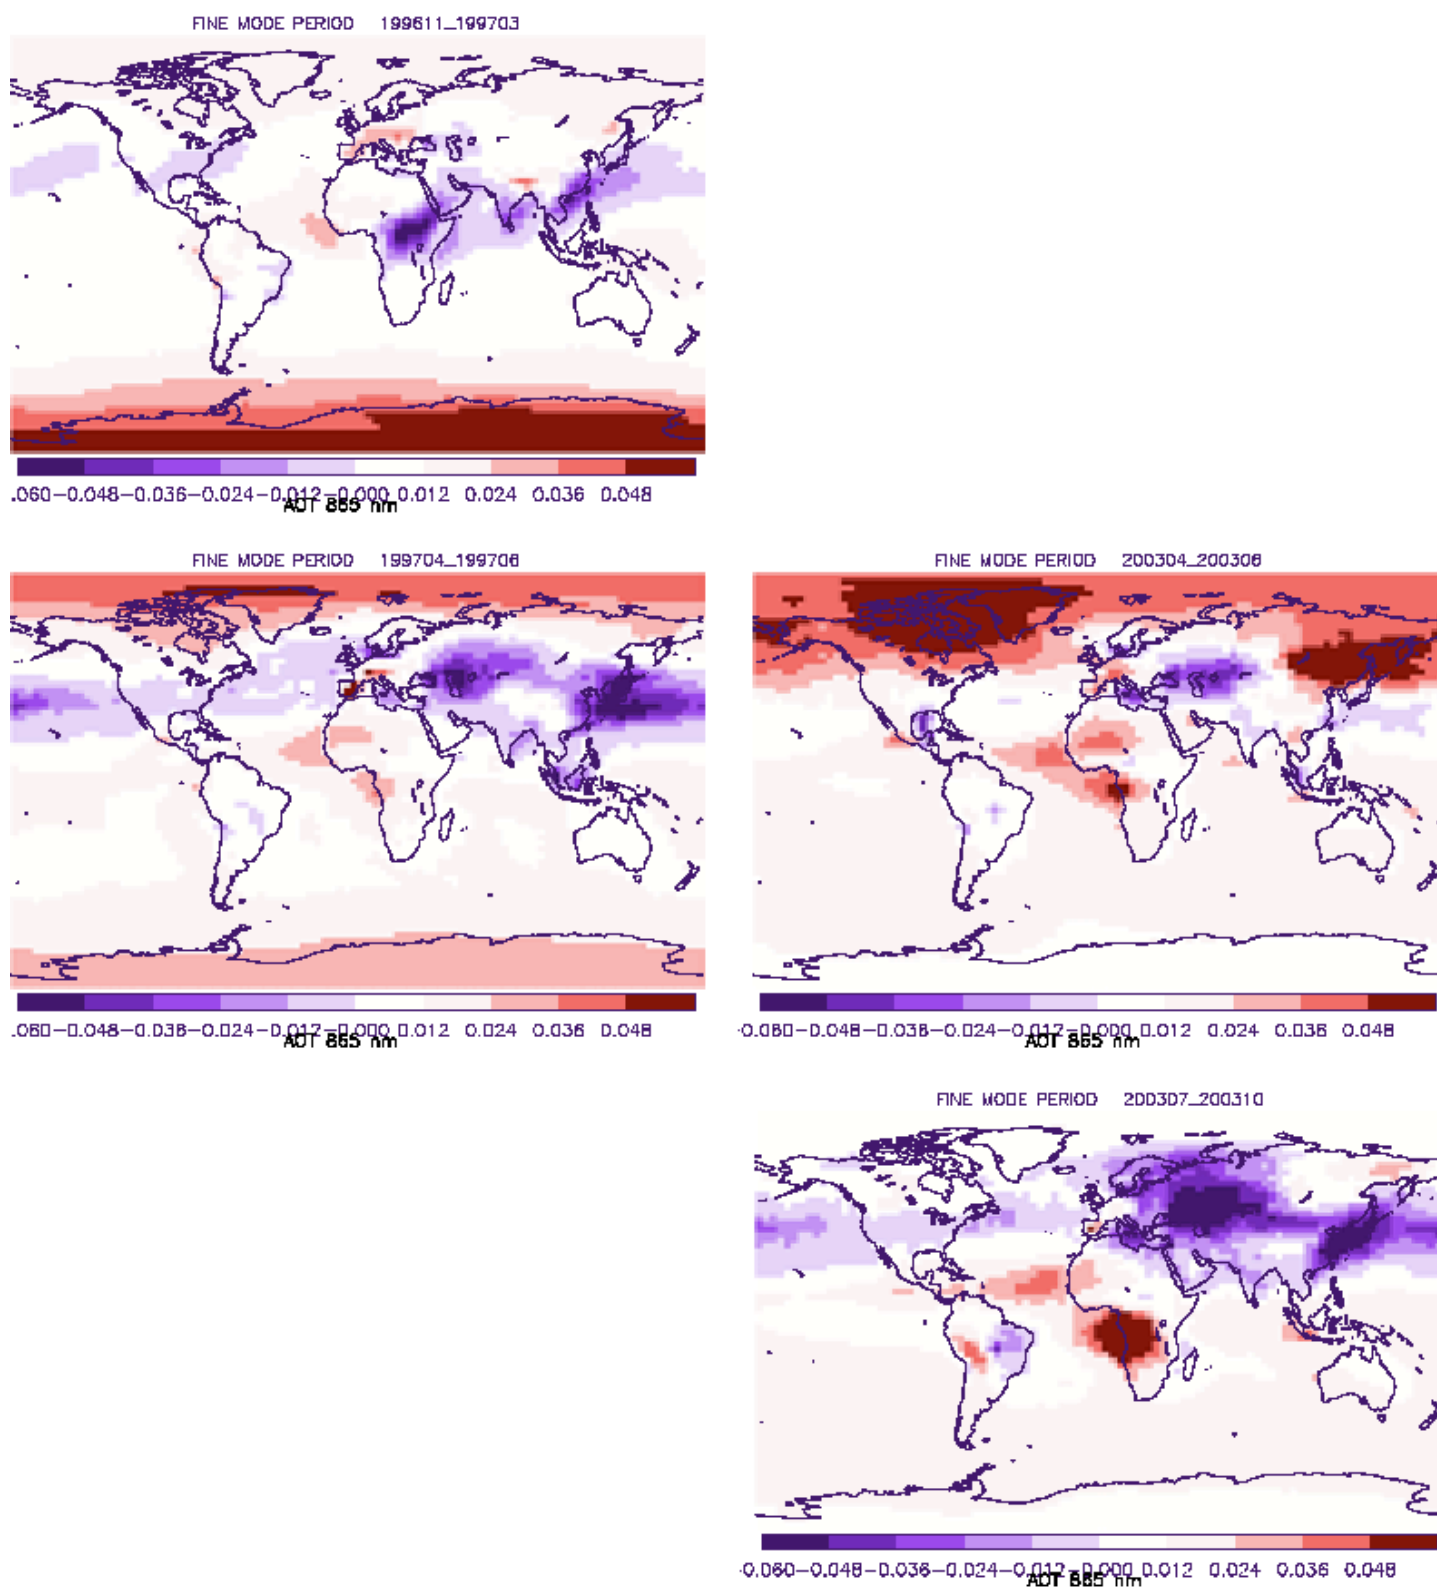 FINE MODE PERIOD 199611_199703
.060-0.048-0.036-0.024-0.012-0.000 0.012 0.024 0.036 0.048
AOT 865 nm
FINE MODE PERIOD 199704_199706
FINE MODE PERIOD 200304_200306
.060-0.048-0.036-0.024-0.012-0.000 0.012 0.024 0.036 0.048
-0.060-0.048-0.036-0.024-0.012-0.000 0.012 0.024 0.036 0.048
AOT 865 nm
AOT 865 nm
FINE MODE PERIOD 200307_200310
-0.060-0.048-0.036-0.024-0.012-0.000 0.012 0.024 0.036 0.048
AOT 865 nm